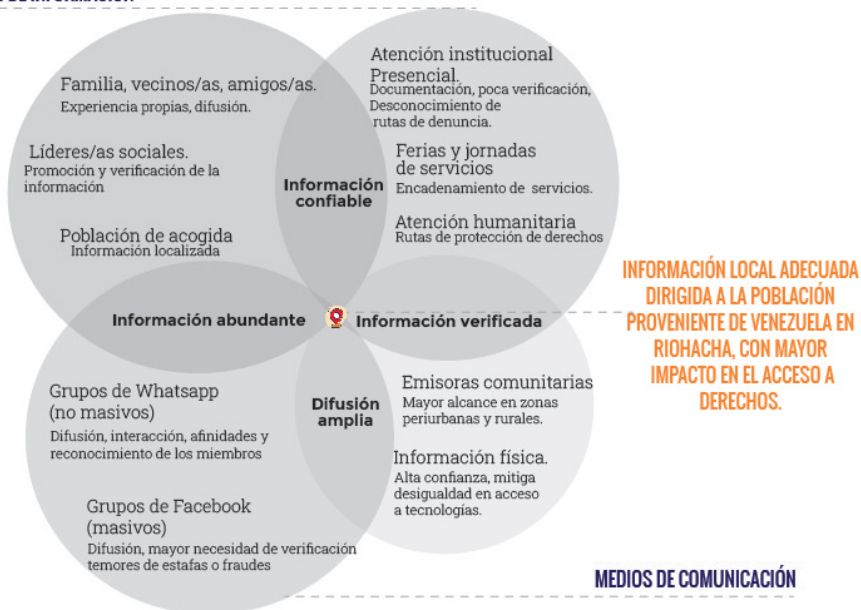 Familia, vecinos/as, amigos/as.
Experiencia propias, difusión.
Líderes/as sociales.
Promoción y verificación de la
información
Población de acogida
Información localizada
Atención institucional
Presencial.
Documentación, poca verificación,
Desconocimiento de
rutas de denuncia.
Ferias y jornadas
de servicios
Encadenamiento de servicios.
Atención humanitaria
Rutas de protección de derechos
Información
confiable
Información abundante
Información verificada
Difusión
amplia
Grupos de Whatsapp
(no masivos)
Difusión, interacción, afinidades y
reconocimiento de los miembros
Grupos de Facebook
(masivos)
Difusión, mayor necesidad de verificación
temores de estafas o fraudes
Emisoras comunitarias
Mayor alcance en zonas
periurbanas y rurales.
Información física.
Alta confianza, mitiga
desigualdad en acceso
a tecnologías.
INFORMACIÓN LOCAL ADECUADA
DIRIGIDA A LA POBLACIÓN
PROVENIENTE DE VENEZUELA EN
RIOHACHA, CON MAYOR
IMPACTO EN EL ACCESO A
DERECHOS.
MEDIOS DE COMUNICACIÓN